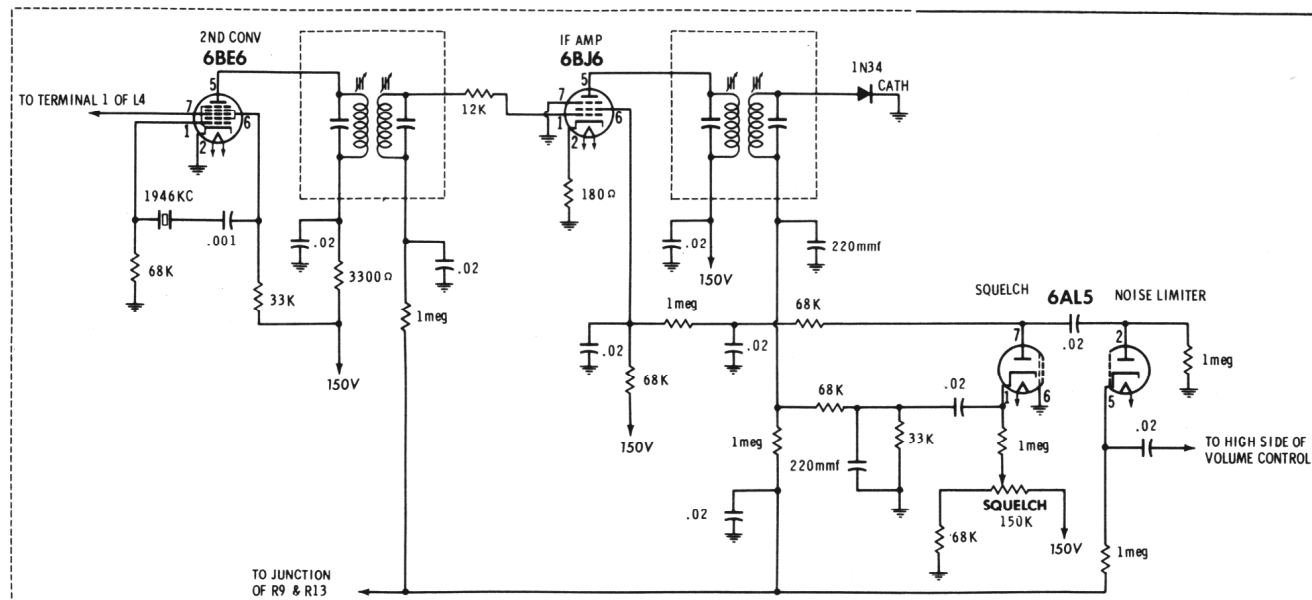 2ND CONV
6BE6
IF AMP
6BJ6
1N34
CATH
TO TERMINAL 1 OF L4
5
7
1
2
6
12K
5
7
1
2
6
180Ω
1946KC
.001
68K
33K
.02
3300Ω
.02
1meg
150V
.02
150V
220mmf
1meg
68K
SQUELCH
6AL5
NOISE LIMITER
.02
.02
68K
150V
7
1
6
.02
2
5
1meg
68K
.02
33K
220mmf
1meg
1meg
.02
TO HIGH SIDE OF
VOLUME CONTROL
.02
SQUELCH
150K
68K
150V
1meg
TO JUNCTION
OF R9 & R13